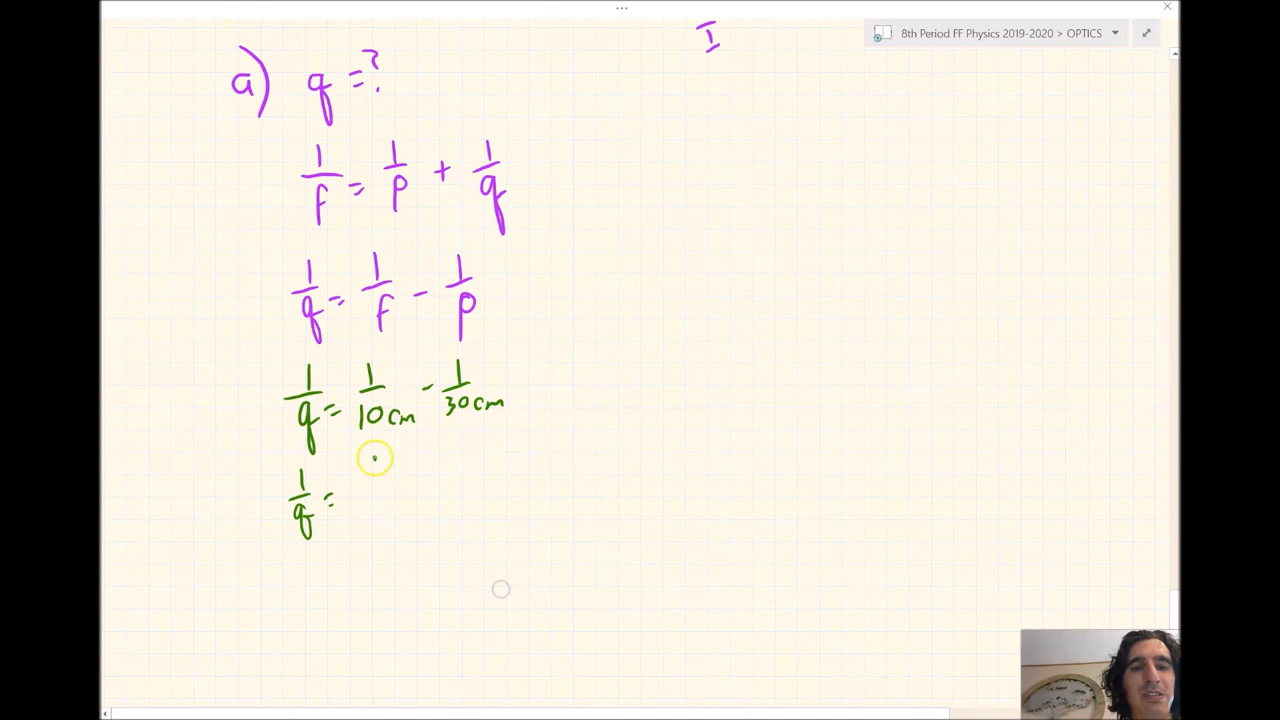 ...
I
8th Period FF Physics 2019-2020 > OPTICS
a) q = ?
1/f = 1/p + 1/q
1/q = 1/f - 1/p
1/q = 1/10cm - 1/30cm
1/q =